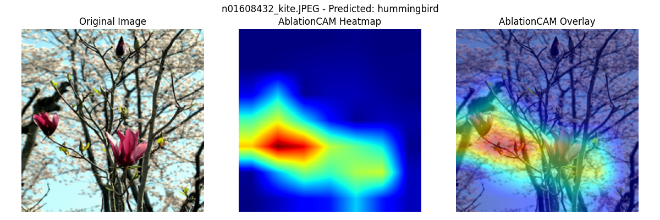 n01608432_kite.JPEG - Predicted: hummingbird
Original Image
AblationCAM Heatmap
AblationCAM Overlay